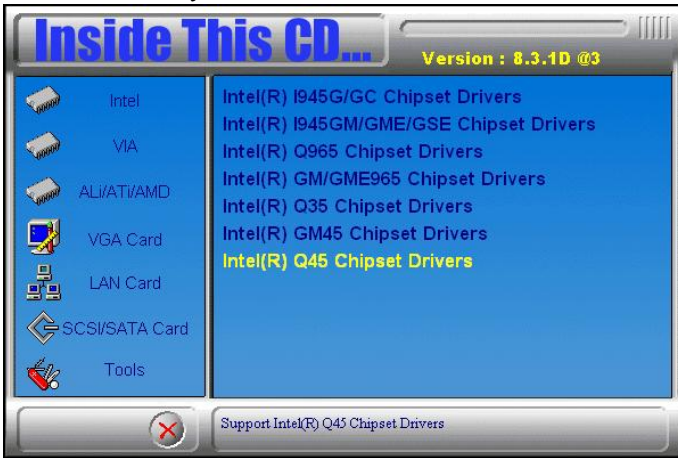 Inside This CD...
Version : 8.3.1D @3
Intel
VIA
ALi/ATi/AMD
VGA Card
LAN Card
SCSI/SATA Card
Tools
Intel(R) I945G/GC Chipset Drivers
Intel(R) I945GM/GME/GSE Chipset Drivers
Intel(R) Q965 Chipset Drivers
Intel(R) GM/GME965 Chipset Drivers
Intel(R) Q35 Chipset Drivers
Intel(R) GM45 Chipset Drivers
Intel(R) Q45 Chipset Drivers
Support Intel(R) Q45 Chipset Drivers